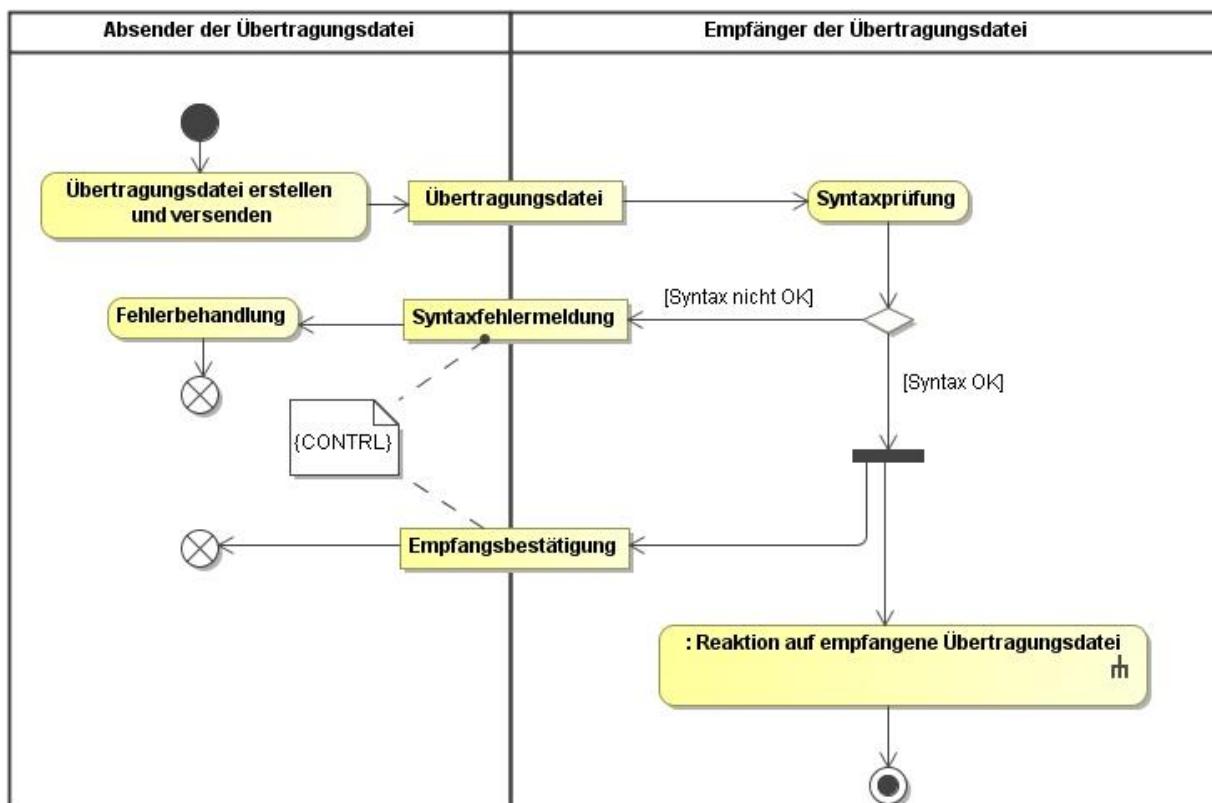 Absender der Übertragungsdatei
Empfänger der Übertragungsdatei
Übertragungsdatei erstellen
und versenden
Übertragungsdatei
Syntaxprüfung
[Syntax nicht OK]
Fehlerbehandlung
Syntaxfehlermeldung
[Syntax OK]
{CONTRL}
Empfangsbestätigung
: Reaktion auf empfangene Übertragungsdatei